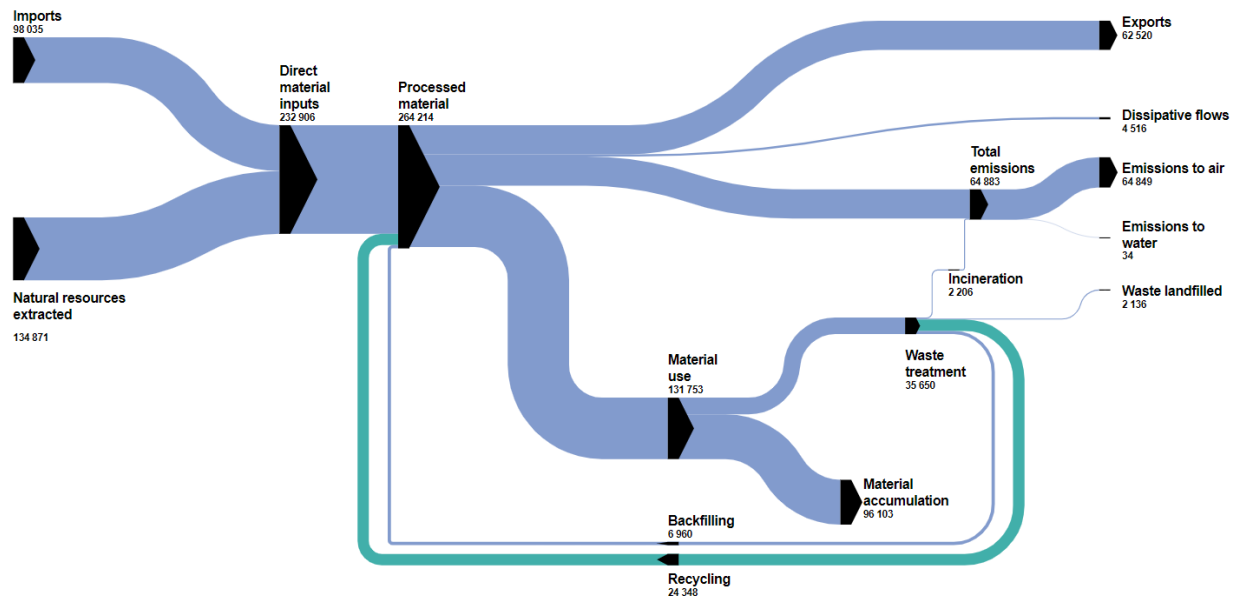 Imports
98 035
Exports
62 520
Direct
material
inputs
232 906
Processed
material
264 214
Dissipative flows
4 516
Total
emissions
64 883
Emissions to air
64 849
Emissions to
water
34
Incineration
2 206
Waste landfilled
2 136
Natural resources
extracted
134 871
Material
use
131 753
Waste
treatment
35 650
Material
accumulation
96 103
Backfilling
6 960
Recycling
24 348